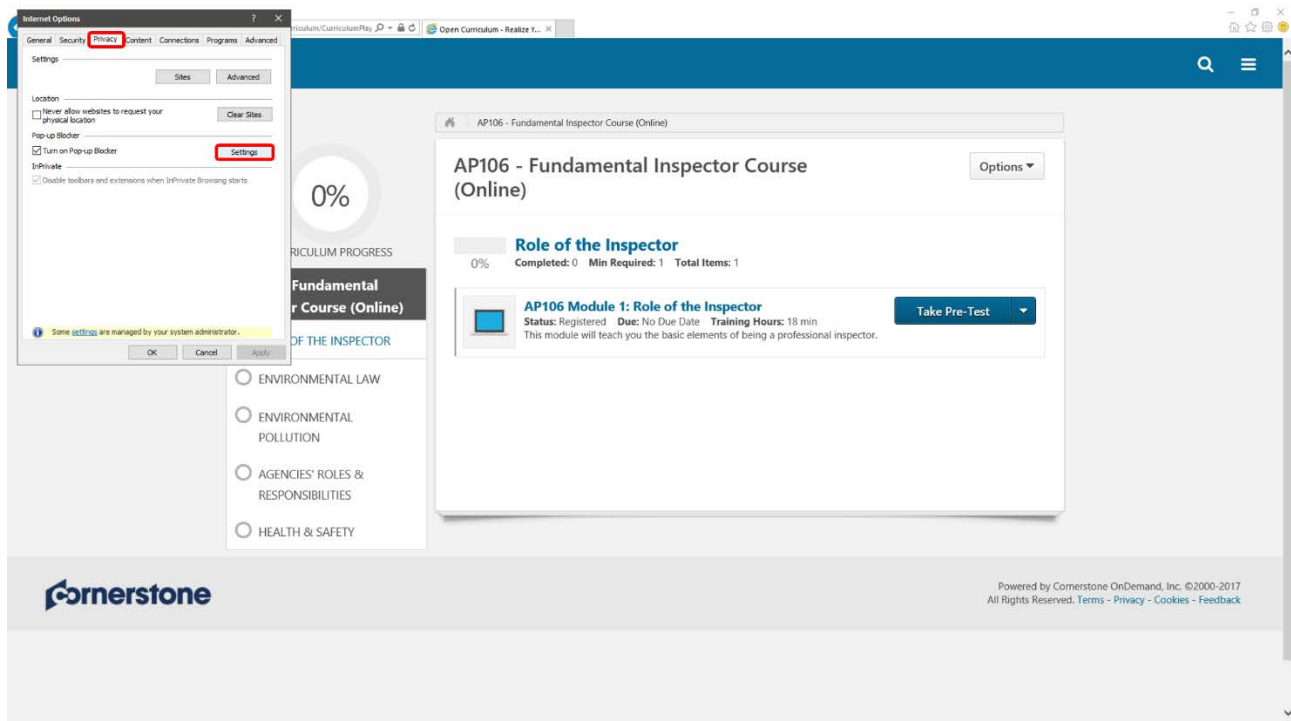 Internet Options
? X
General Security Privacy Content Connections Programs Advanced
Settings
Sites Advanced
Location
Never allow websites to request your
physical location
Clear Sites
Pop-up Blocker
Turn on Pop-up Blocker
Settings
InPrivate
Disable toolbars and extensions when InPrivate Browsing starts
Some settings are managed by your system administrator.
OK Cancel Apply
riculum/CurriculumPlay
Open Curriculum - Realize Y...
AP106 - Fundamental Inspector Course (Online)
0%
RICULUM PROGRESS
Fundamental
r Course (Online)
OF THE INSPECTOR
ENVIRONMENTAL LAW
ENVIRONMENTAL
POLLUTION
AGENCIES' ROLES &
RESPONSIBILITIES
HEALTH & SAFETY
AP106 - Fundamental Inspector Course
(Online)
Options
Role of the Inspector
0%
Completed: 0 Min Required: 1 Total Items: 1
AP106 Module 1: Role of the Inspector
Status: Registered Due: No Due Date Training Hours: 18 min
This module will teach you the basic elements of being a professional inspector.
Take Pre-Test
cornerstone
Powered by Cornerstone OnDemand, Inc. ©2000-2017
All Rights Reserved. Terms - Privacy - Cookies - Feedback